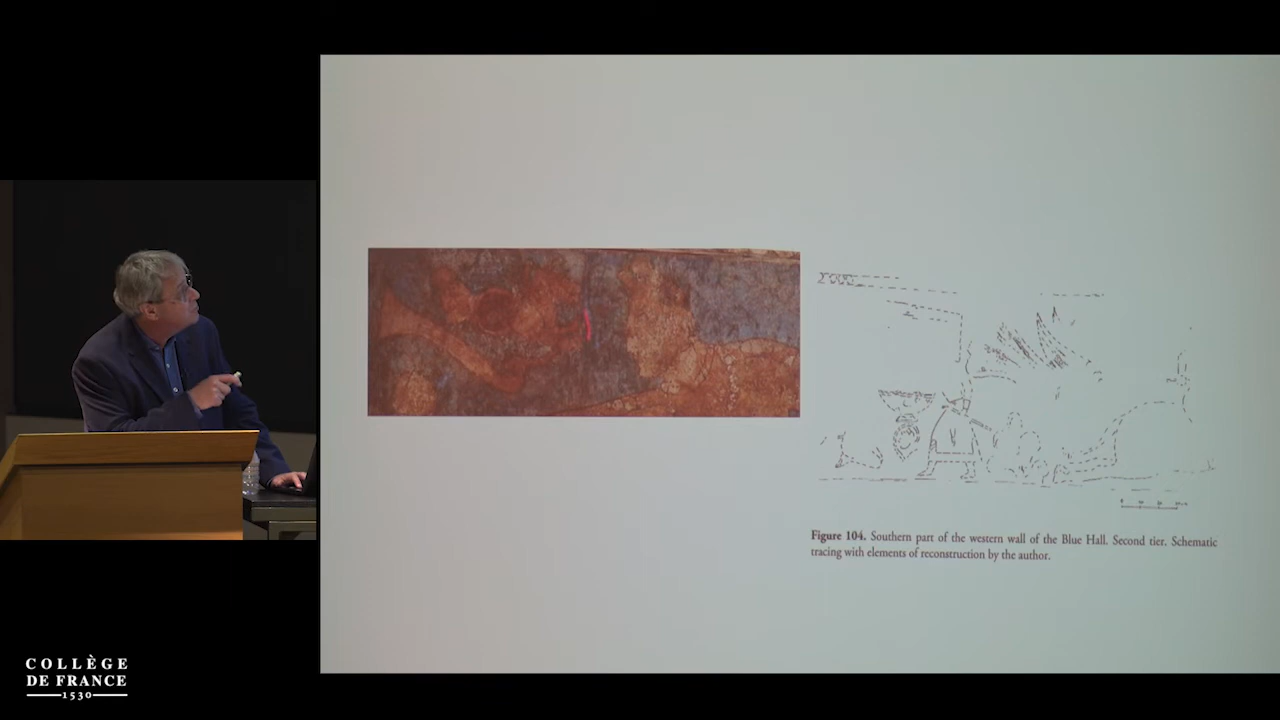 Figure 104. Southern part of the western wall of the Blue Hall. Second tier. Schematic
tracing with elements of reconstruction by the author.
COLLÈGE
DE FRANCE
1530